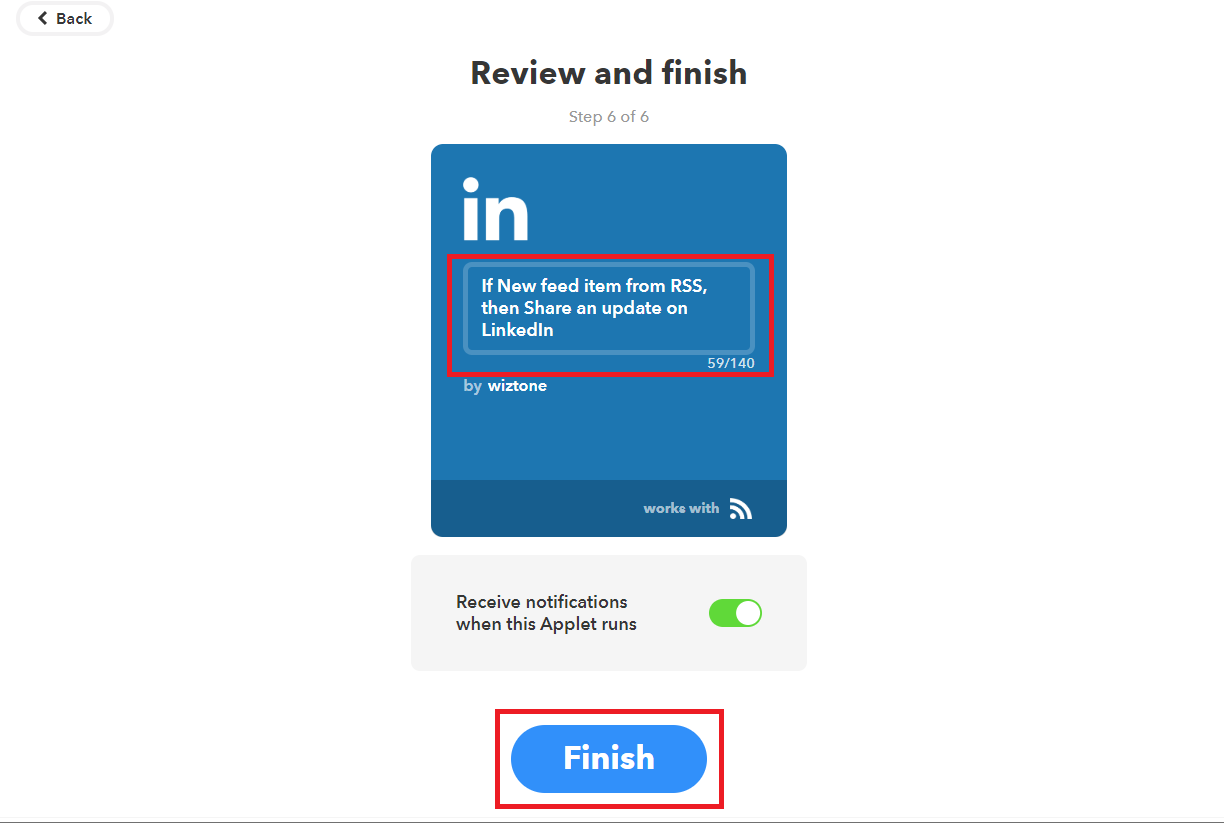 Back
Review and finish
Step 6 of 6
in
If New feed item from RSS,
then Share an update on
LinkedIn
59/140
by wiztone
works with
Receive notifications
when this Applet runs
Finish